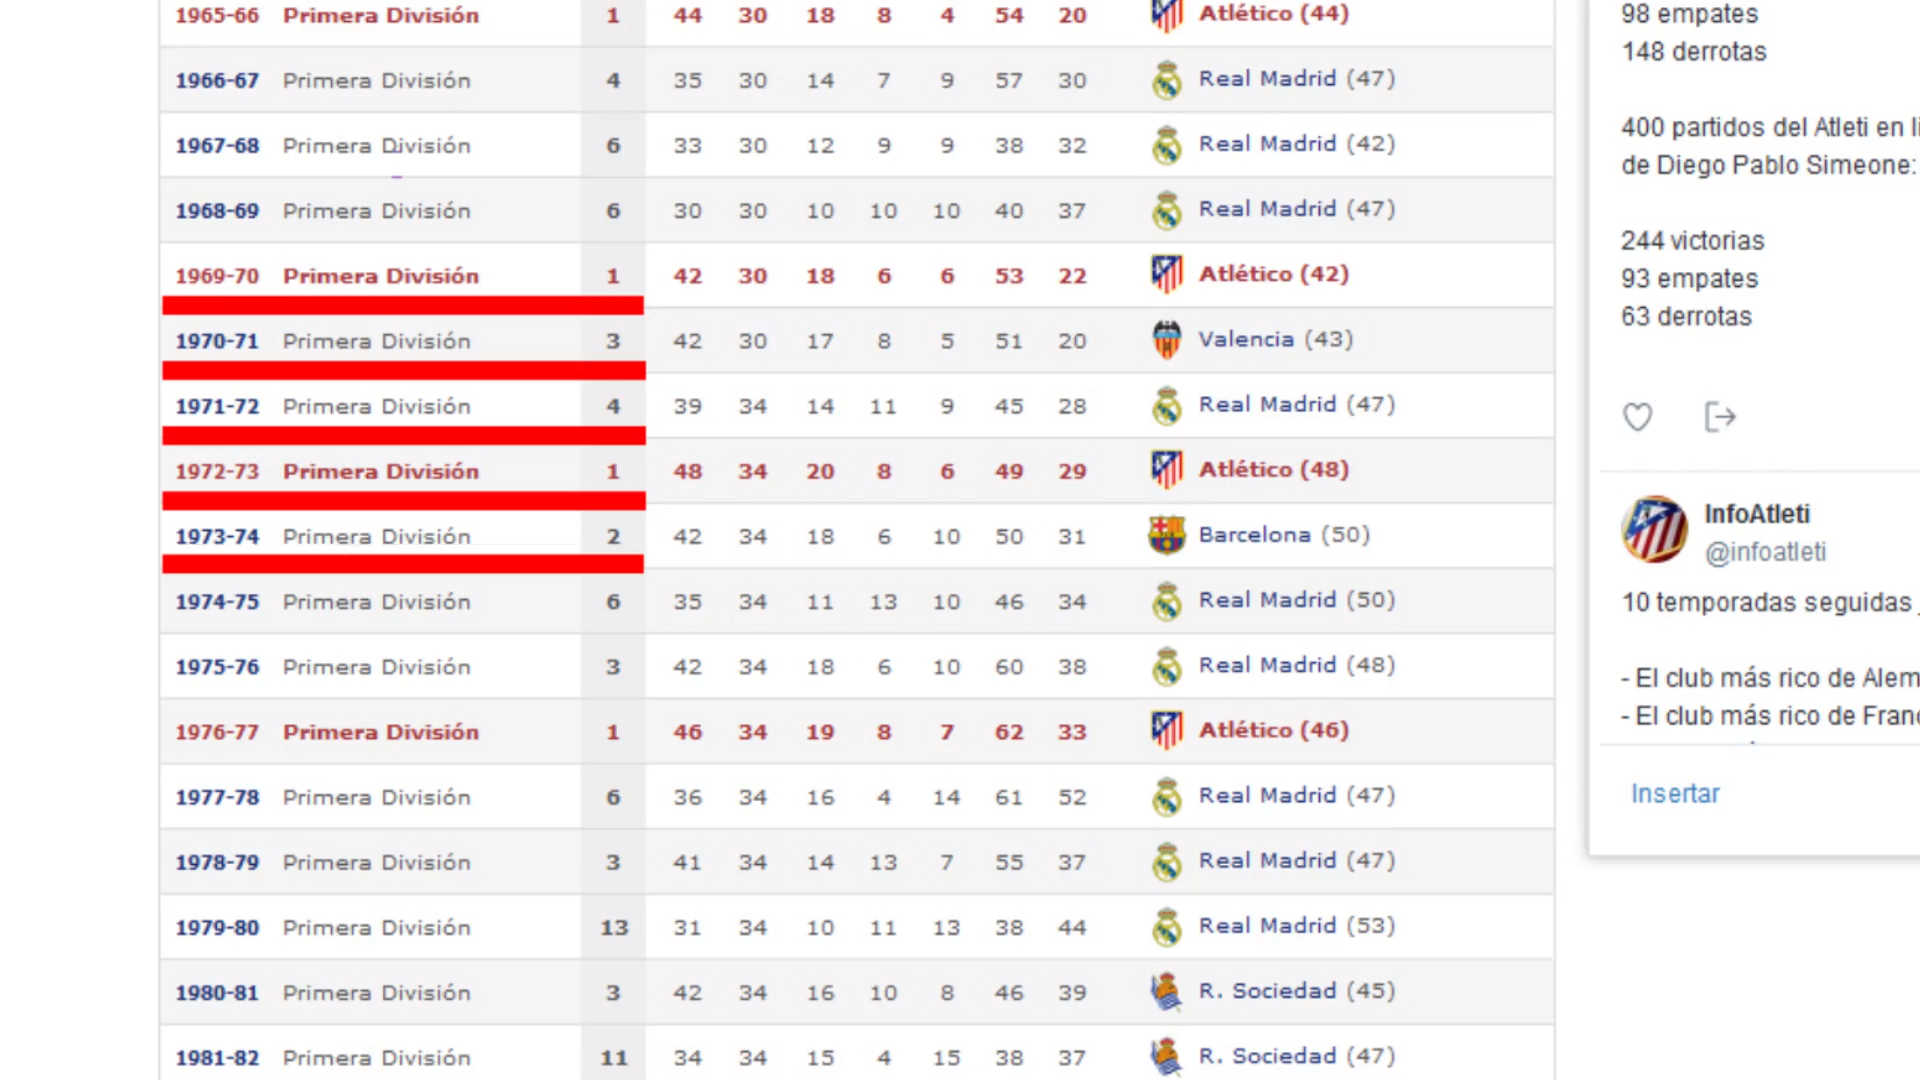 1965-66 Primera División 1 44 30 18 8 4 54 20 Atlético (44)
1966-67 Primera División 4 35 30 14 7 9 57 30 Real Madrid (47)
1967-68 Primera División 6 33 30 12 9 9 38 32 Real Madrid (42)
1968-69 Primera División 6 30 30 10 10 10 40 37 Real Madrid (47)
1969-70 Primera División 1 42 30 18 6 6 53 22 Atlético (42)
1970-71 Primera División 3 42 30 17 8 5 51 20 Valencia (43)
1971-72 Primera División 4 39 34 14 11 9 45 28 Real Madrid (47)
1972-73 Primera División 1 48 34 20 8 6 49 29 Atlético (48)
1973-74 Primera División 2 42 34 18 6 10 50 31 Barcelona (50)
1974-75 Primera División 6 35 34 11 13 10 46 34 Real Madrid (50)
1975-76 Primera División 3 42 34 18 6 10 60 38 Real Madrid (48)
1976-77 Primera División 1 46 34 19 8 7 62 33 Atlético (46)
1977-78 Primera División 6 36 34 16 4 14 61 52 Real Madrid (47)
1978-79 Primera División 3 41 34 14 13 7 55 37 Real Madrid (47)
1979-80 Primera División 13 31 34 10 11 13 38 44 Real Madrid (53)
1980-81 Primera División 3 42 34 16 10 8 46 39 R. Sociedad (45)
1981-82 Primera División 11 34 34 15 4 15 38 37 R. Sociedad (47)
98 empates
148 derrotas
400 partidos del Atleti en
de Diego Pablo Simeone:
244 victorias
93 empates
63 derrotas
InfoAtleti
@infoatleti
10 temporadas seguidas
- El club más rico de Alem
- El club más rico de Fran
Insertar